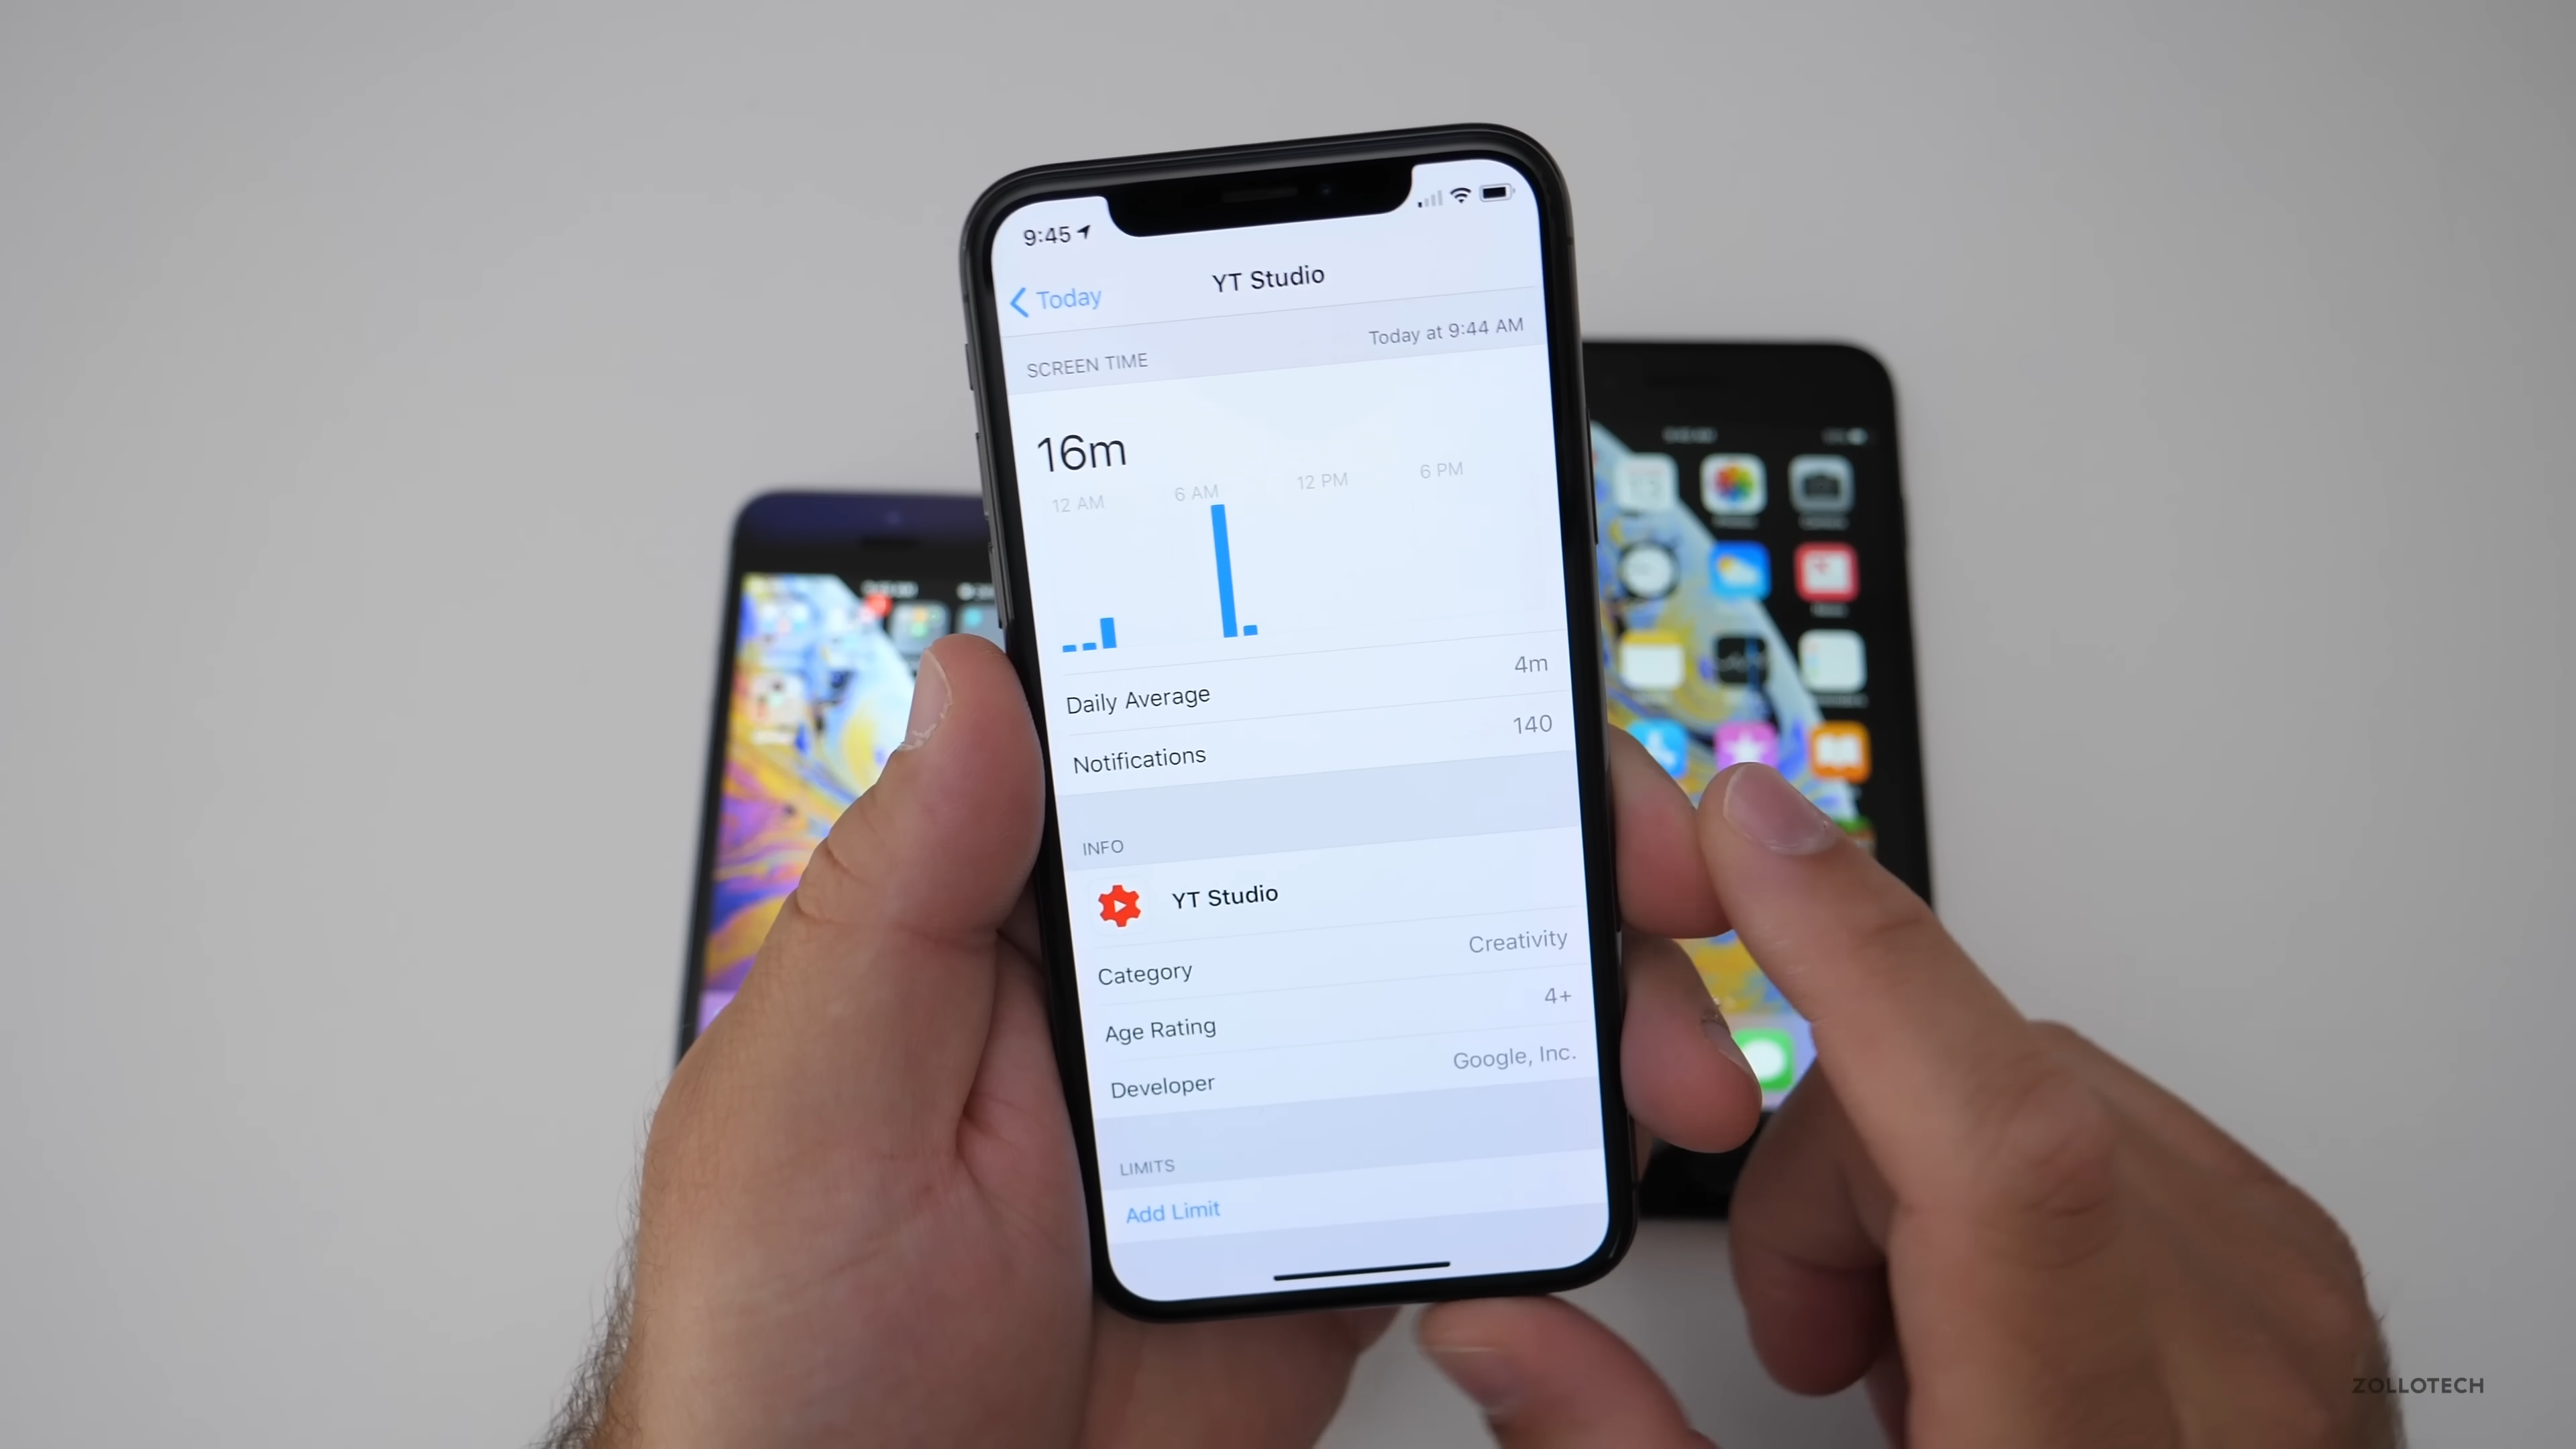 9:45
Today
YT Studio
SCREEN TIME
Today at 9:44 AM
16m
12 AM
6 AM
12 PM
6 PM
Daily Average
4m
Notifications
140
INFO
YT Studio
Category
Creativity
Age Rating
4+
Developer
Google, Inc.
LIMITS
Add Limit
ZOLLOTECH